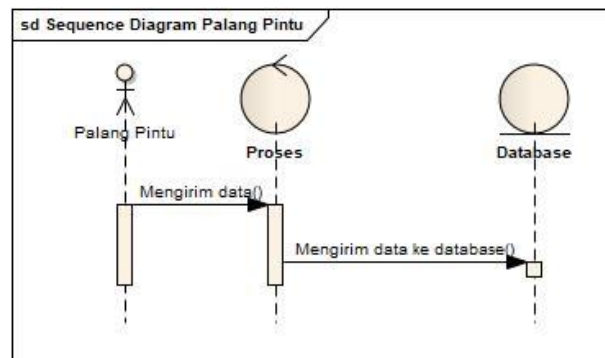 sd Sequence Diagram Palang Pintu
Palang Pintu
Proses
Database
Mengirim data()
Mengirim data ke database()